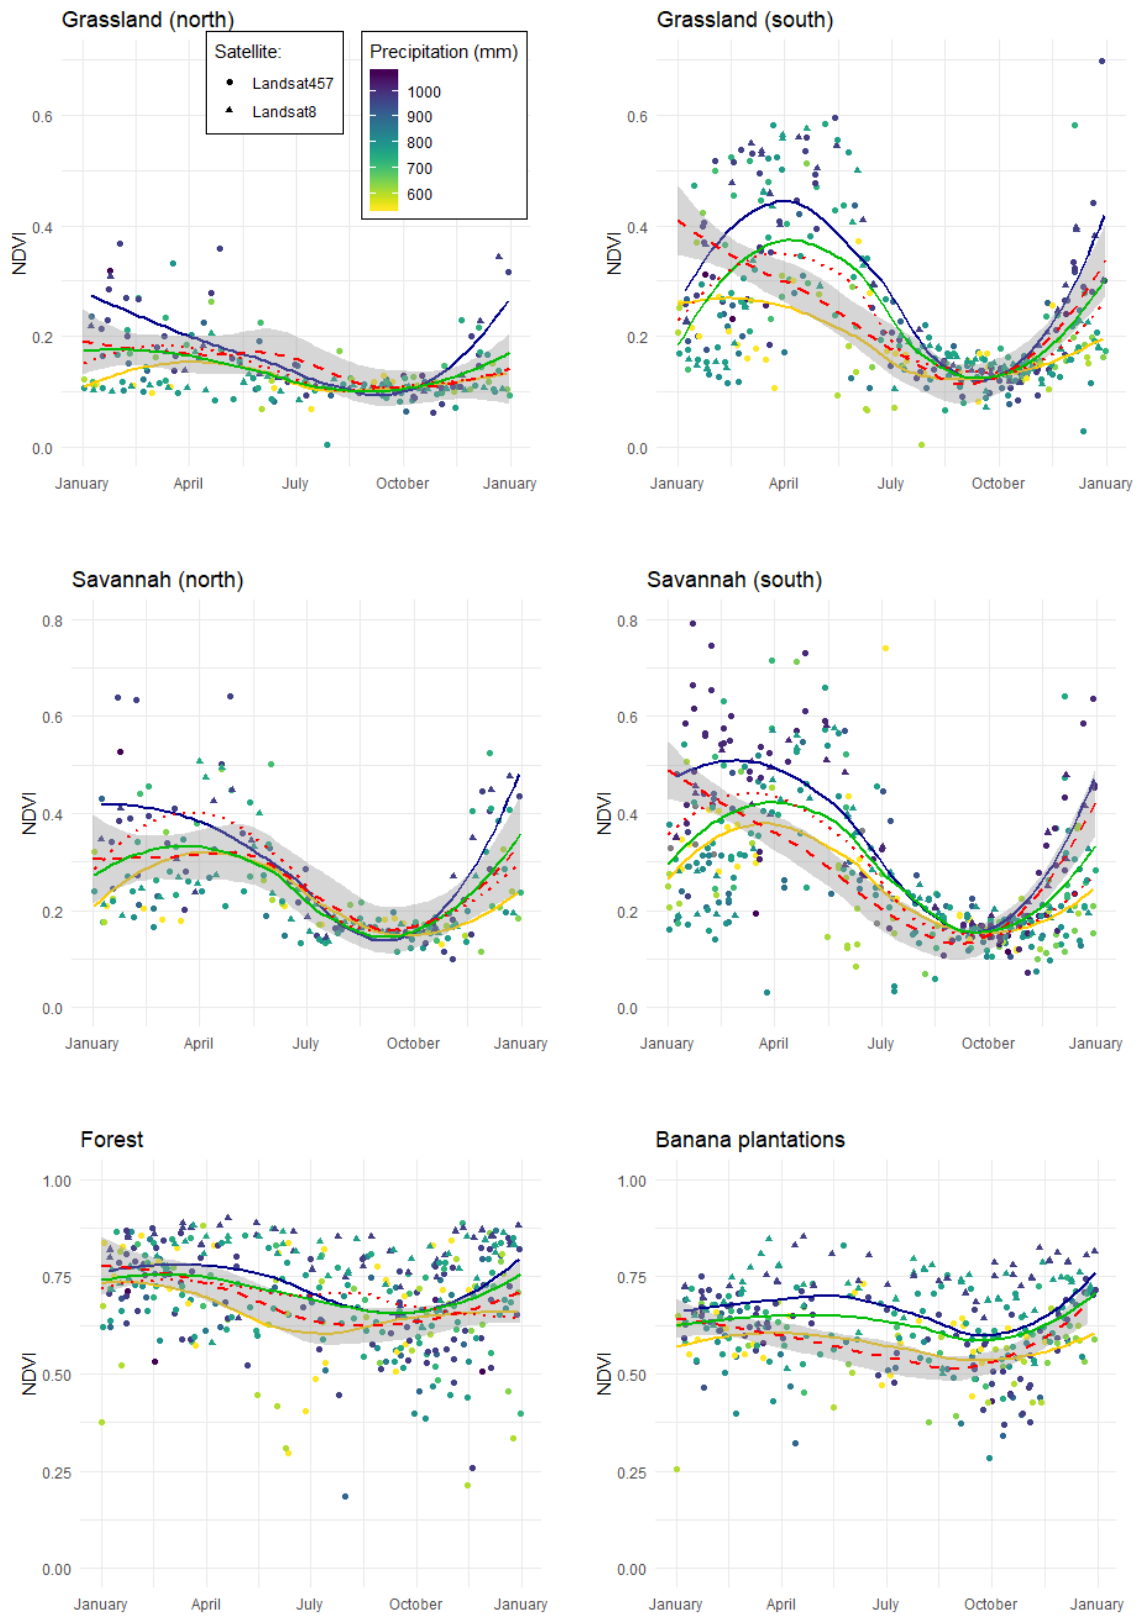 Grassland (north)
Grassland (south)
Satellite:
Landsat457
Landsat8
Precipitation (mm)
1000
900
800
700
600
NDVI
0.6
0.4
0.2
0.0
January April July October January
NDVI
0.6
0.4
0.2
0.0
January April July October January
Savannah (north)
Savannah (south)
NDVI
0.8
0.6
0.4
0.2
0.0
January April July October January
NDVI
0.8
0.6
0.4
0.2
0.0
January April July October January
Forest
Banana plantations
NDVI
1.00
0.75
0.50
0.25
0.00
January April July October January
NDVI
1.00
0.75
0.50
0.25
0.00
January April July October January